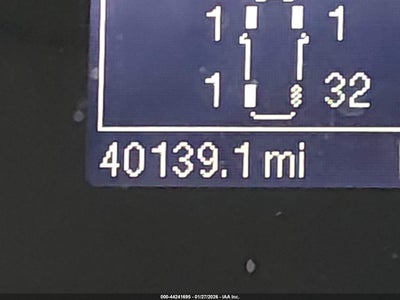 1 1
1 32
40139.1 mi
000-44241695 - 01/27/2026 - IAA Inc.